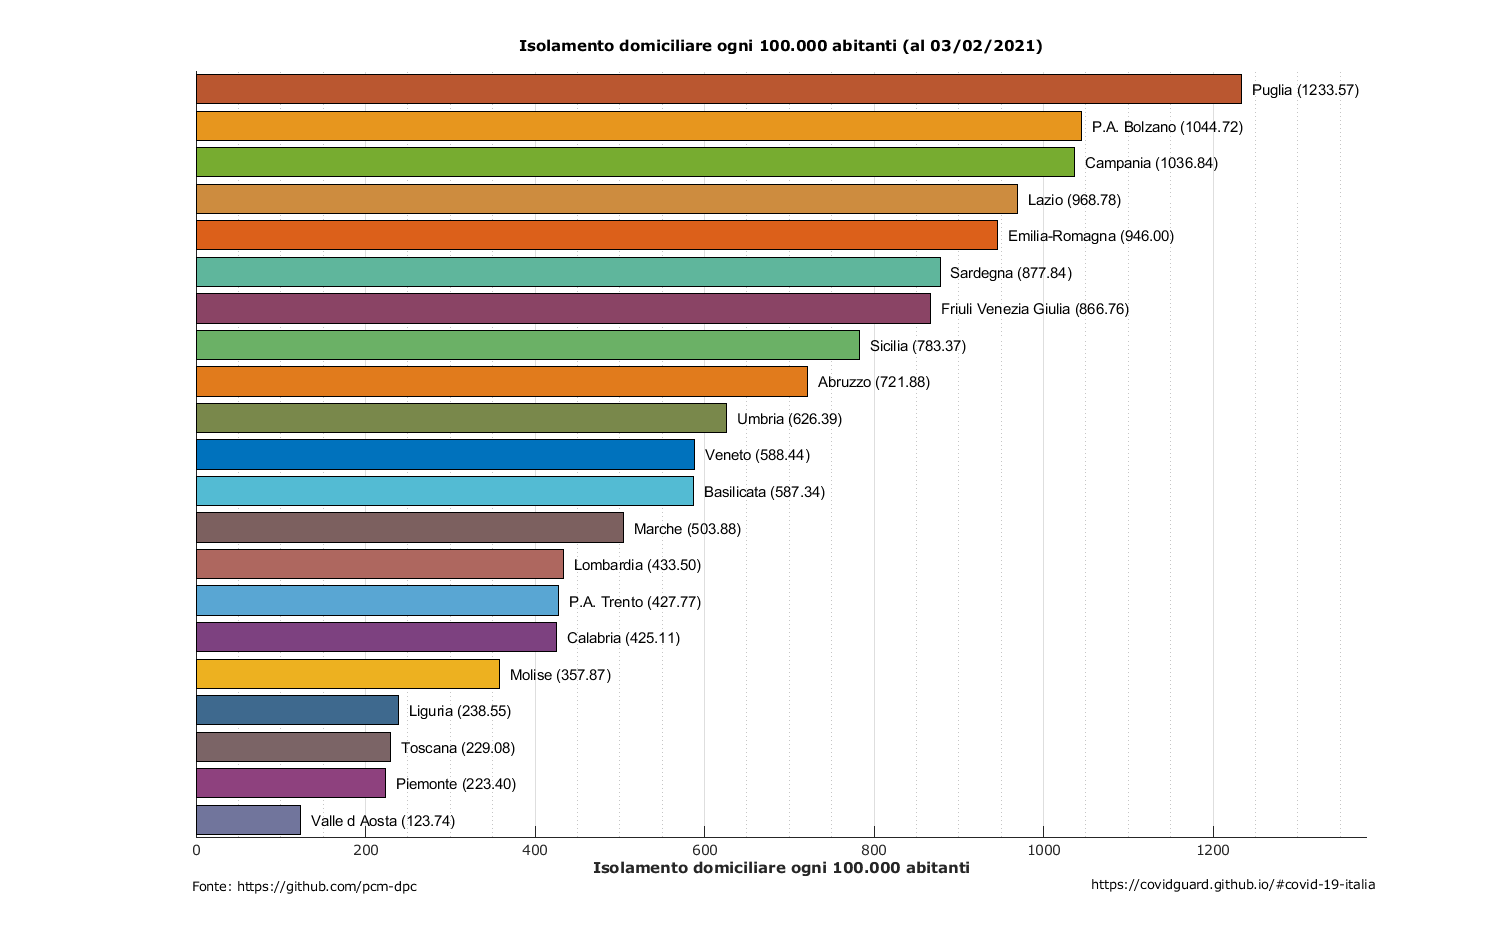 Isolamento domiciliare ogni 100.000 abitanti (al 03/02/2021)
Puglia (1233.57)
P.A. Bolzano (1044.72)
Campania (1036.84)
Lazio (968.78)
Emilia-Romagna (946.00)
Sardegna (877.84)
Friuli Venezia Giulia (866.76)
Sicilia (783.37)
Abruzzo (721.88)
Umbria (626.39)
Veneto (588.44)
Basilicata (587.34)
Marche (503.88)
Lombardia (433.50)
P.A. Trento (427.77)
Calabria (425.11)
Molise (357.87)
Liguria (238.55)
Toscana (229.08)
Piemonte (223.40)
Valle d Aosta (123.74)
0 200 400 600 800 1000 1200
Isolamento domiciliare ogni 100.000 abitanti
Fonte: https://github.com/pcm-dpc
https://covidguard.github.io/#covid-19-italia